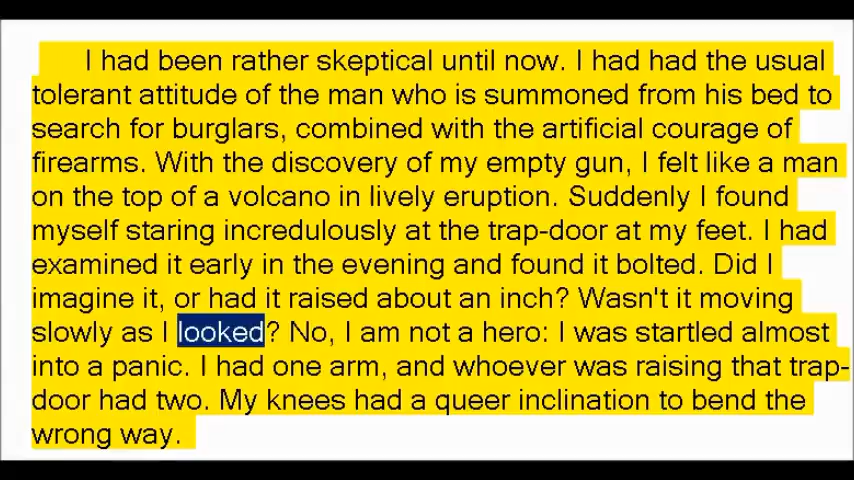 I had been rather skeptical until now. I had had the usual
tolerant attitude of the man who is summoned from his bed to
search for burglars, combined with the artificial courage of
firearms. With the discovery of my empty gun, I felt like a man
on the top of a volcano in lively eruption. Suddenly I found
myself staring incredulously at the trap-door at my feet. I had
examined it early in the evening and found it bolted. Did I
imagine it, or had it raised about an inch? Wasn't it moving
slowly as I looked? No, I am not a hero: I was startled almost
into a panic. I had one arm, and whoever was raising that trap-
door had two. My knees had a queer inclination to bend the
wrong way.